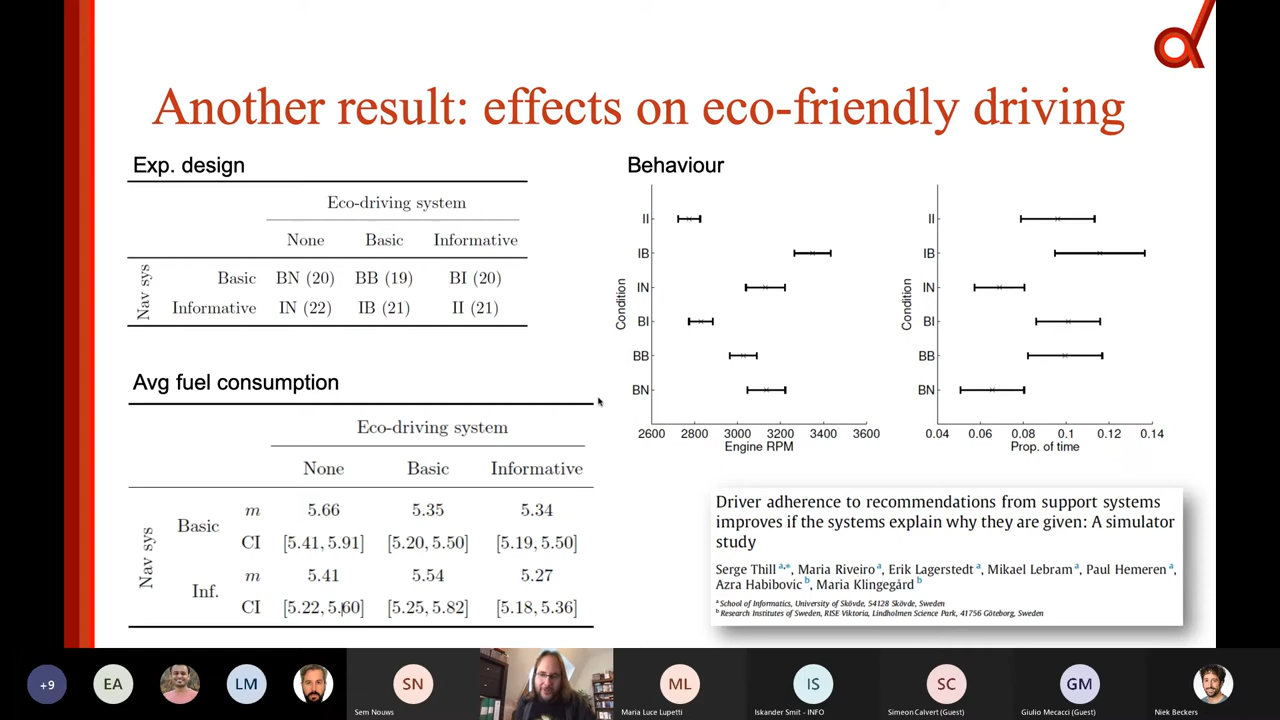 Another result: effects on eco-friendly driving
Exp. design
Eco-driving system
None Basic Informative
Nav sys
Basic BN (20) BB (19) BI (20)
Informative IN (22) IB (21) II (21)
Avg fuel consumption
Eco-driving system
None Basic Informative
Nav sys
Basic
m 5.66 5.35 5.34
CI [5.41, 5.91] [5.20, 5.50] [5.19, 5.50]
Inf.
m 5.41 5.54 5.27
CI [5.22, 5.60] [5.25, 5.82] [5.18, 5.36]
Behaviour
Condition
II
IB
IN
BI
BB
BN
2600 2800 3000 3200 3400 3600
Engine RPM
Condition
II
IB
IN
BI
BB
BN
0.04 0.06 0.08 0.1 0.12 0.14
Prop. of time
Driver adherence to recommendations from support systems
improves if the systems explain why they are given: A simulator
study
Serge Thill a,*, Maria Riveiro a, Erik Lagerstedt a, Mikael Lebram a, Paul Hemeren a,
Azra Habibovic b, Maria Klingegård b
a School of Informatics, University of Skövde, 54128 Skövde, Sweden
b Research Institutes of Sweden, RISE Viktoria, Lindholmen Science Park, 41756 Göteborg, Sweden
+9
EA
LM
SN
Sem Nouws
ML
Maria Luce Lupetti
IS
Iskander Smit - INFO
SC
Simeon Calvert (Guest)
GM
Giulio Mecacci (Guest)
Niek Beckers